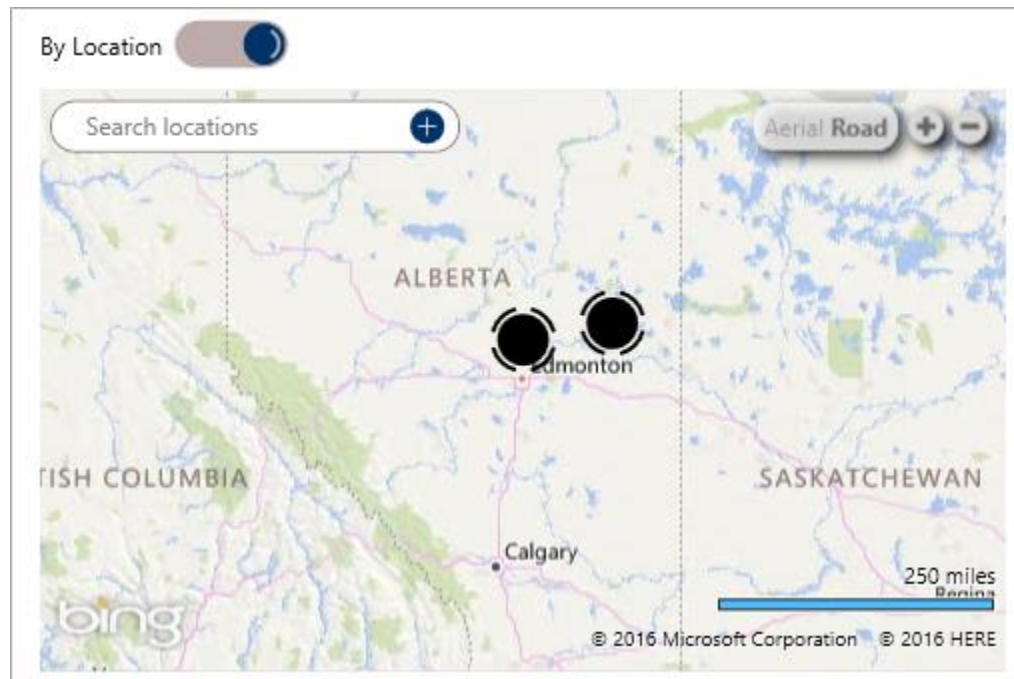 By Location
Search locations
Aerial Road
ALBERTA
Edmonton
TISH COLUMBIA
SASKATCHEWAN
Calgary
250 miles
Regina
bing
© 2016 Microsoft Corporation © 2016 HERE